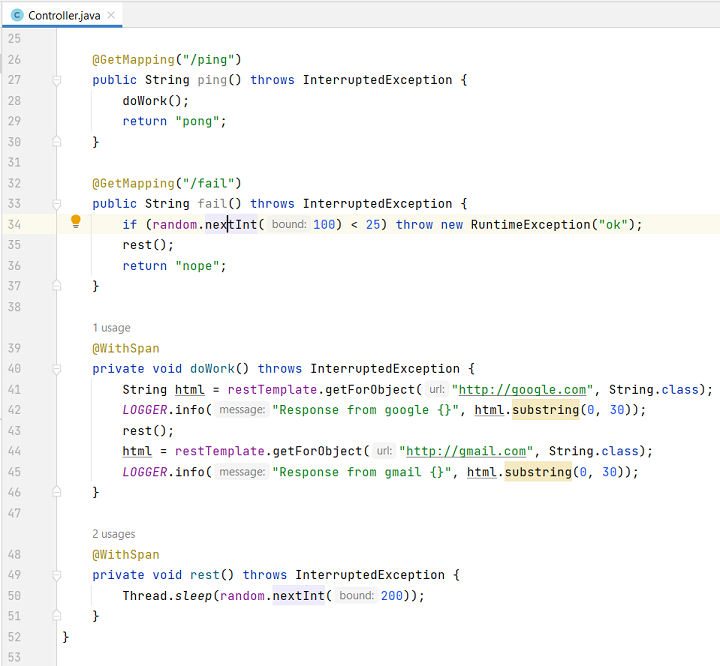 Controller.java
25
26 @GetMapping("/ping")
27 public String ping() throws InterruptedException {
28 doWork();
29 return "pong";
30 }
31
32 @GetMapping("/fail")
33 public String fail() throws InterruptedException {
34 if (random.nextInt( bound: 100) < 25) throw new RuntimeException("ok");
35 rest();
36 return "nope";
37 }
38
1 usage
39 @WithSpan
40 private void doWork() throws InterruptedException {
41 String html = restTemplate.getForObject( url: "http://google.com", String.class);
42 LOGGER.info( message: "Response from google {}", html.substring(0, 30));
43 rest();
44 html = restTemplate.getForObject( url: "http://gmail.com", String.class);
45 LOGGER.info( message: "Response from gmail {}", html.substring(0, 30));
46 }
47
2 usages
48 @WithSpan
49 private void rest() throws InterruptedException {
50 Thread.sleep(random.nextInt( bound: 200));
51 }
52 }
53